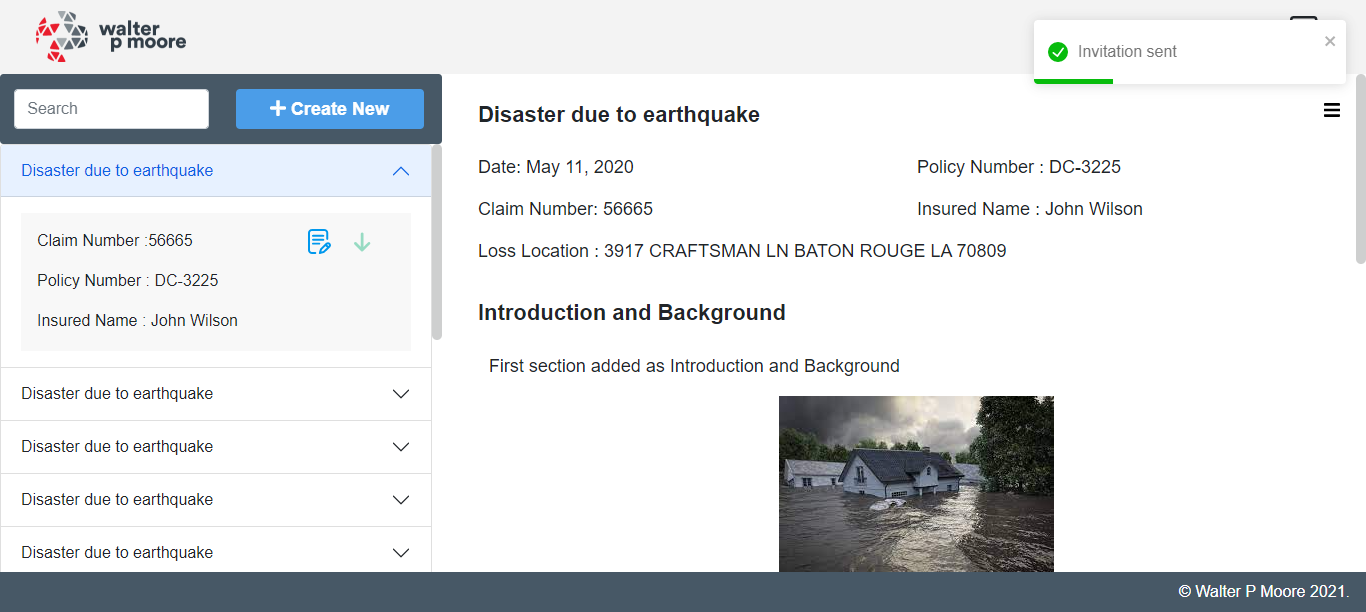 walter
p moore
Invitation sent
Search
Create New
Disaster due to earthquake
Claim Number :56665
Policy Number : DC-3225
Insured Name : John Wilson
Disaster due to earthquake
Disaster due to earthquake
Disaster due to earthquake
Disaster due to earthquake
Disaster due to earthquake
Date: May 11, 2020
Policy Number : DC-3225
Claim Number: 56665
Insured Name : John Wilson
Loss Location : 3917 CRAFTSMAN LN BATON ROUGE LA 70809
Introduction and Background
First section added as Introduction and Background
© Walter P Moore 2021.